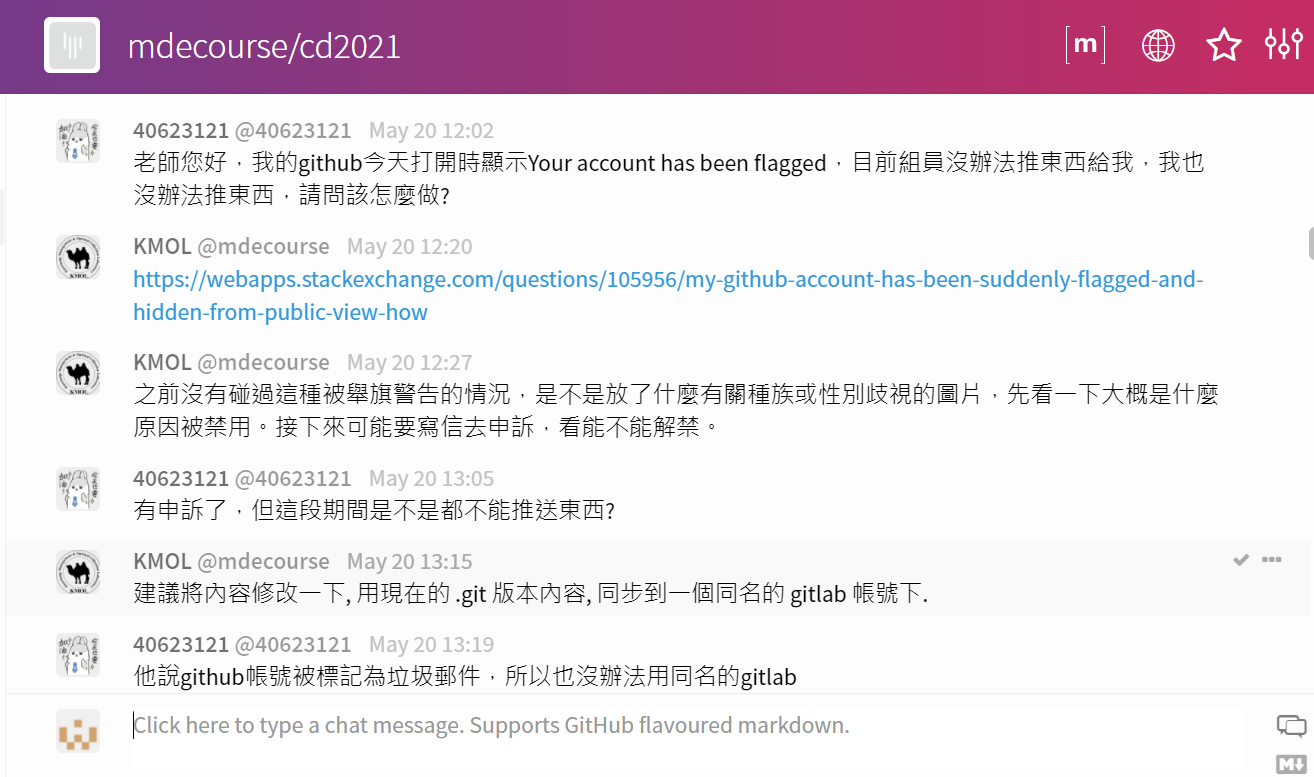 mdecourse/cd2021
[m]
40623121 @40623121 May 20 12:02
老師您好，我的github今天打開時顯示Your account has been flagged，目前組員沒辦法推東西給我，我也
沒辦法推東西，請問該怎麼做?
KMOL @mdecourse May 20 12:20
https://webapps.stackexchange.com/questions/105956/my-github-account-has-been-suddenly-flagged-and-
hidden-from-public-view-how
KMOL @mdecourse May 20 12:27
之前沒有碰過這種被舉旗警告的情況，是不是放了什麼有關種族或性別歧視的圖片，先看一下大概是什麼
原因被禁用。接下來可能要寫信去申訴，看能不能解禁。
40623121 @40623121 May 20 13:05
有申訴了，但這段期間是不是都不能推送東西?
KMOL @mdecourse May 20 13:15
建議將內容修改一下, 用現在的 .git 版本內容, 同步到一個同名的 gitlab 帳號下.
40623121 @40623121 May 20 13:19
他說github帳號被標記為垃圾郵件，所以也沒辦法用同名的gitlab
Click here to type a chat message. Supports GitHub flavoured markdown.